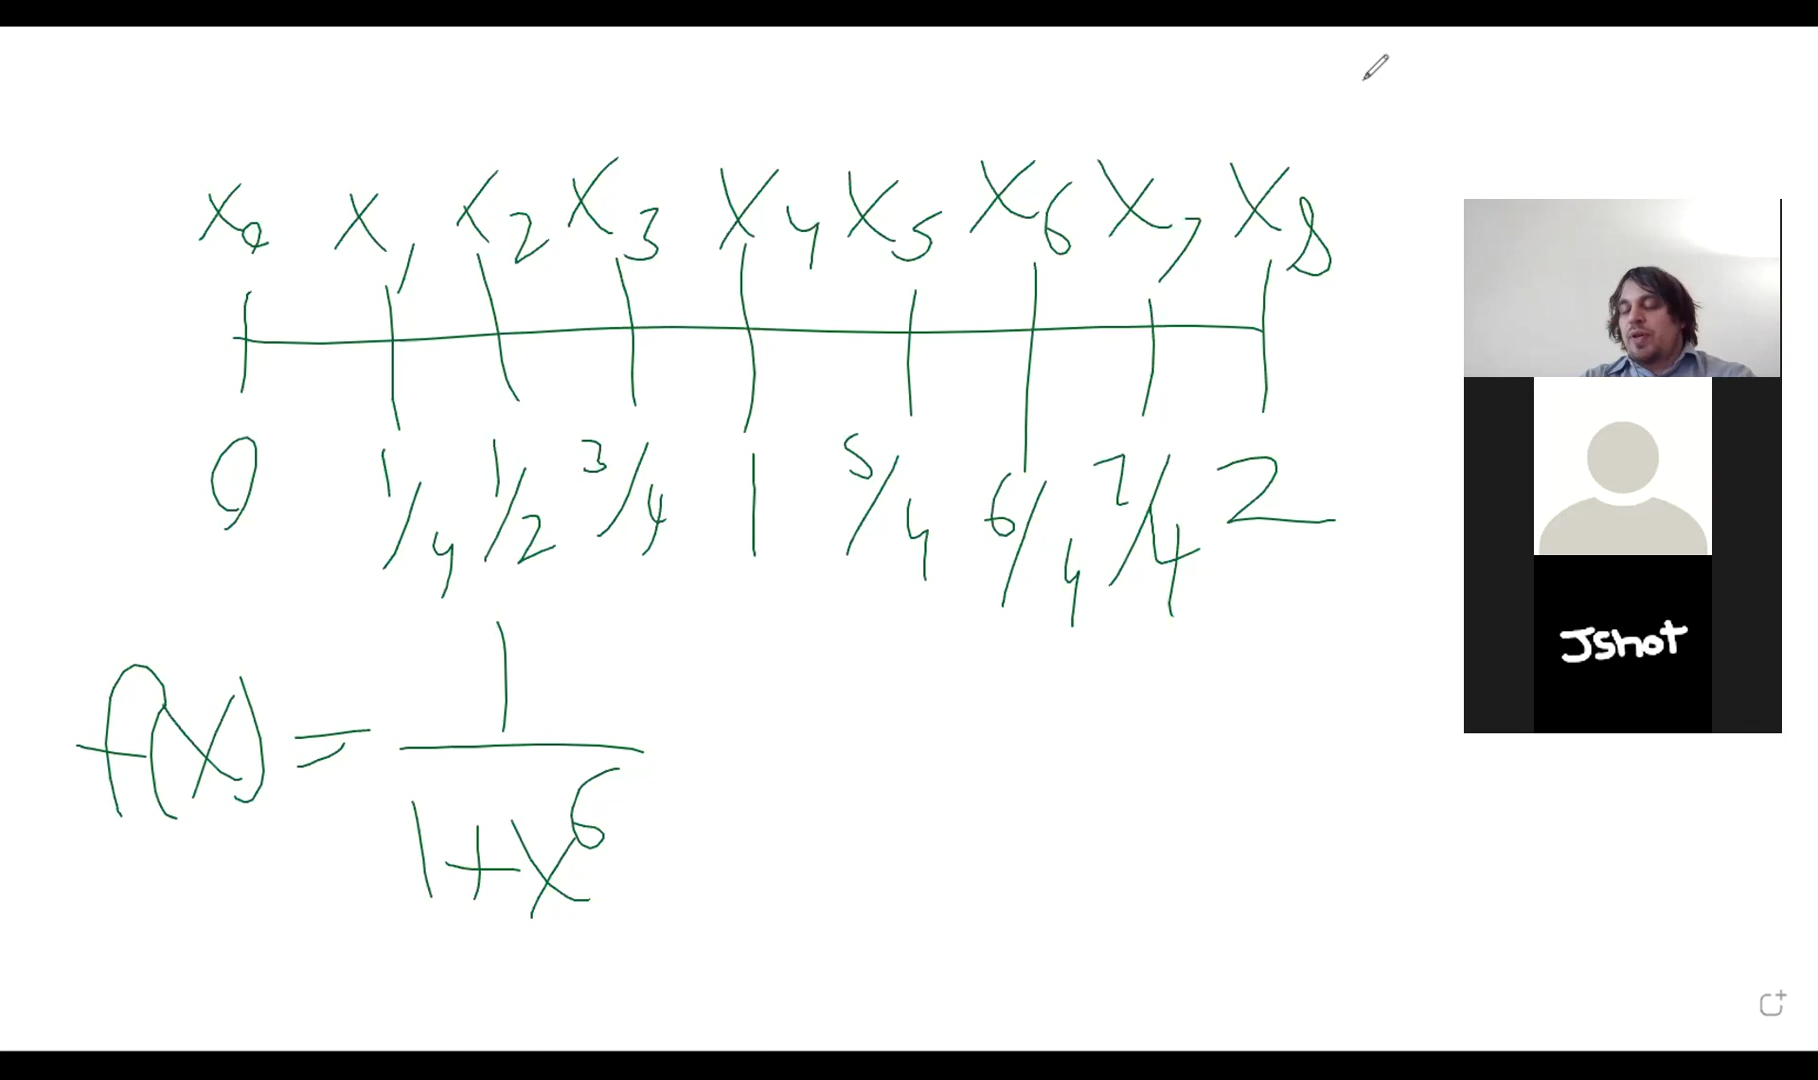 x₀ x₁ x₂ x₃ x₄ x₅ x₆ x₇ x₈
0 1/4 1/2 3/4 1 5/4 6/4 7/4 2
f(x) = 1/(1+x⁶)
Jshot